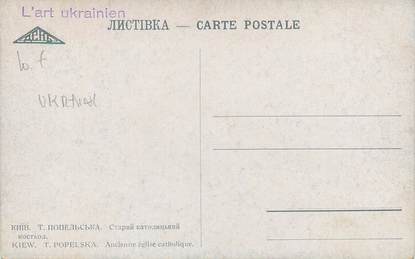 L'art ukrainien
ЛИСТІВКА — CARTE POSTALE
КИЇВ. Т. ПОПЕЛЬСЬКА. Старий католицький
костьол.
KIEW. T. POPELSKA. Ancienne église catholique.